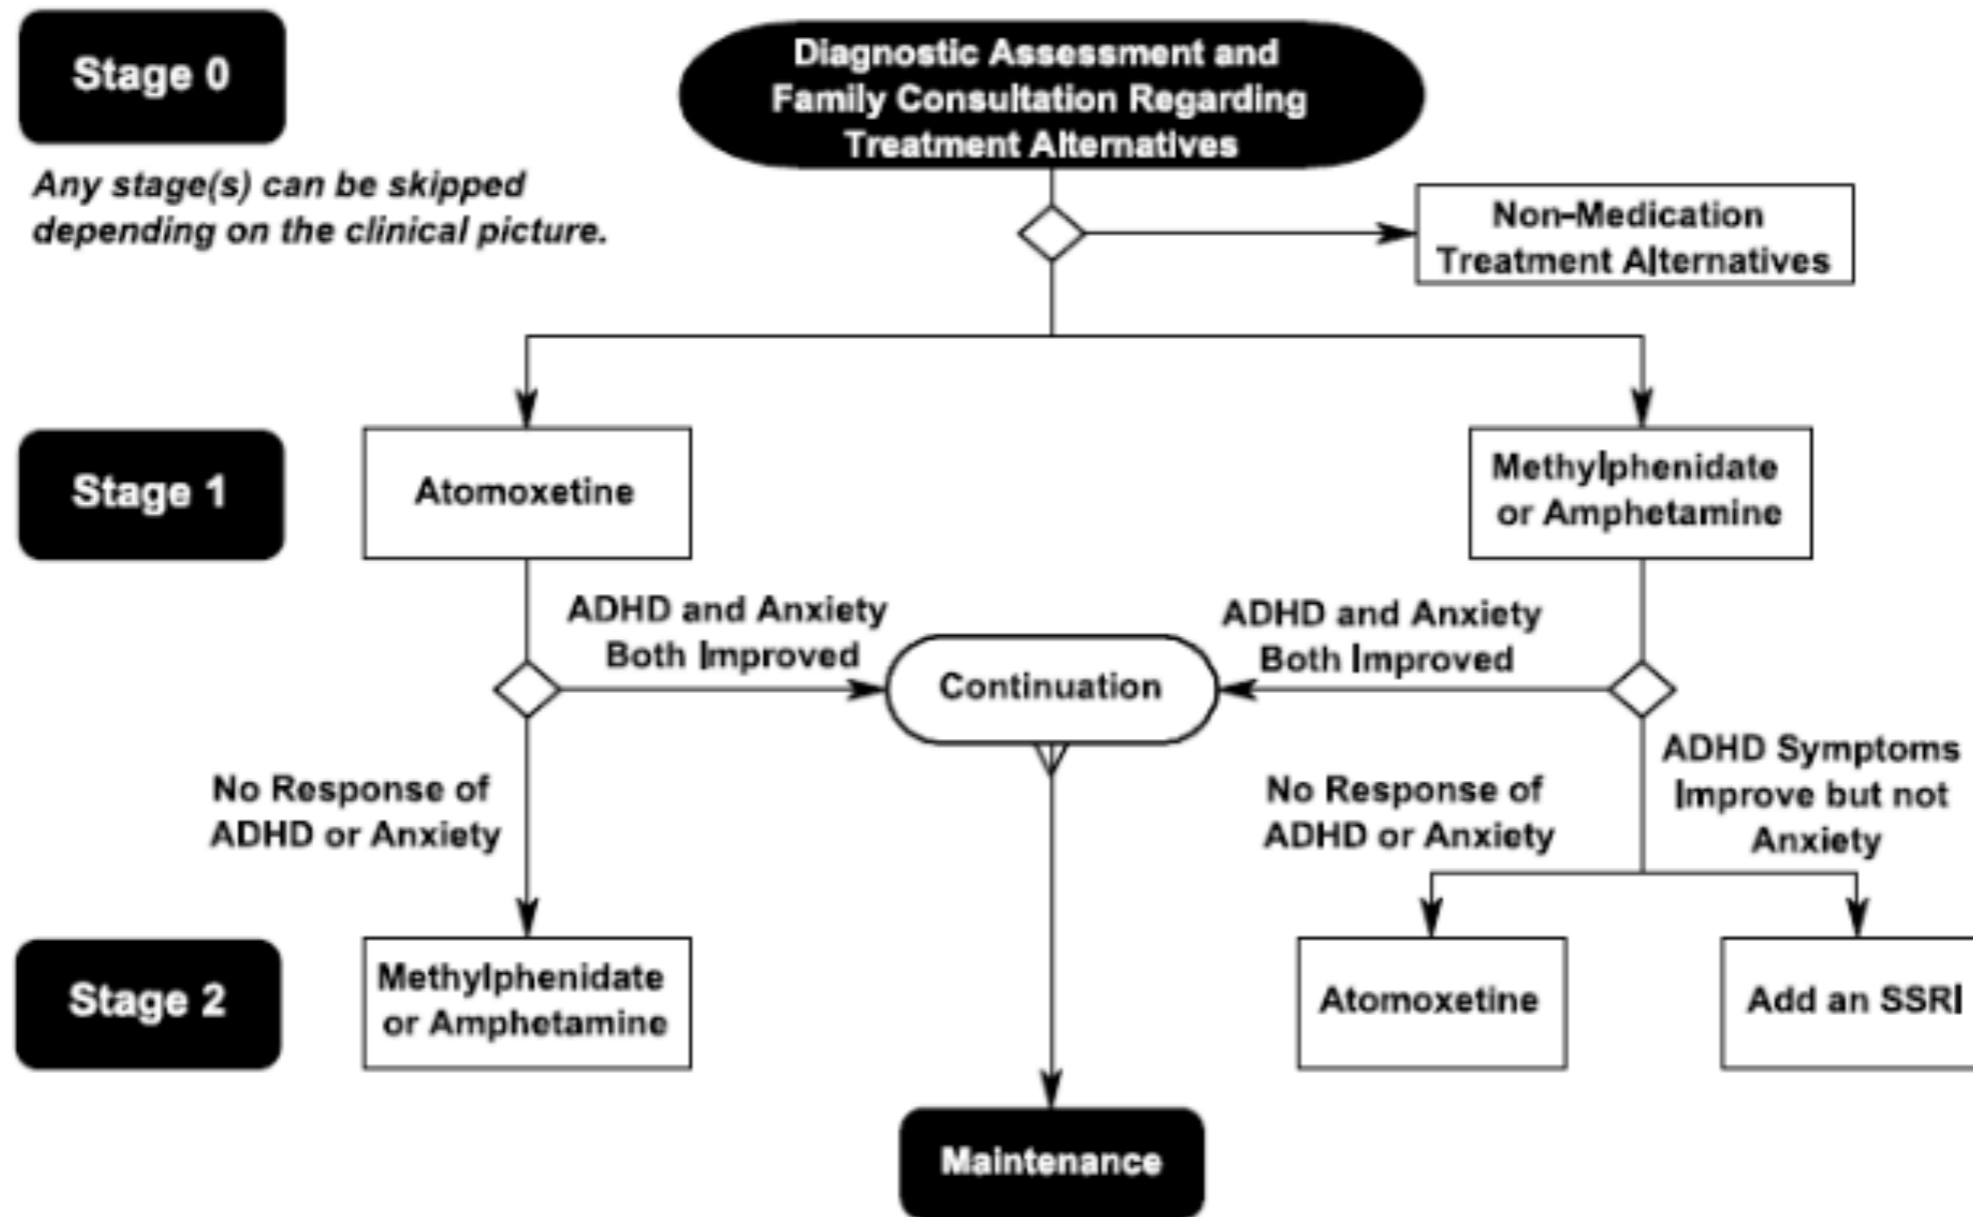 Stage 0
Diagnostic Assessment and
Family Consultation Regarding
Treatment Alternatives
Any stage(s) can be skipped
depending on the clinical picture.
Non-Medication
Treatment Alternatives
Stage 1
Atomoxetine
Methylphenidate
or Amphetamine
ADHD and Anxiety
Both Improved
ADHD and Anxiety
Both Improved
Continuation
No Response of
ADHD or Anxiety
No Response of
ADHD or Anxiety
ADHD Symptoms
Improve but not
Anxiety
Stage 2
Methylphenidate
or Amphetamine
Atomoxetine
Add an SSRI
Maintenance